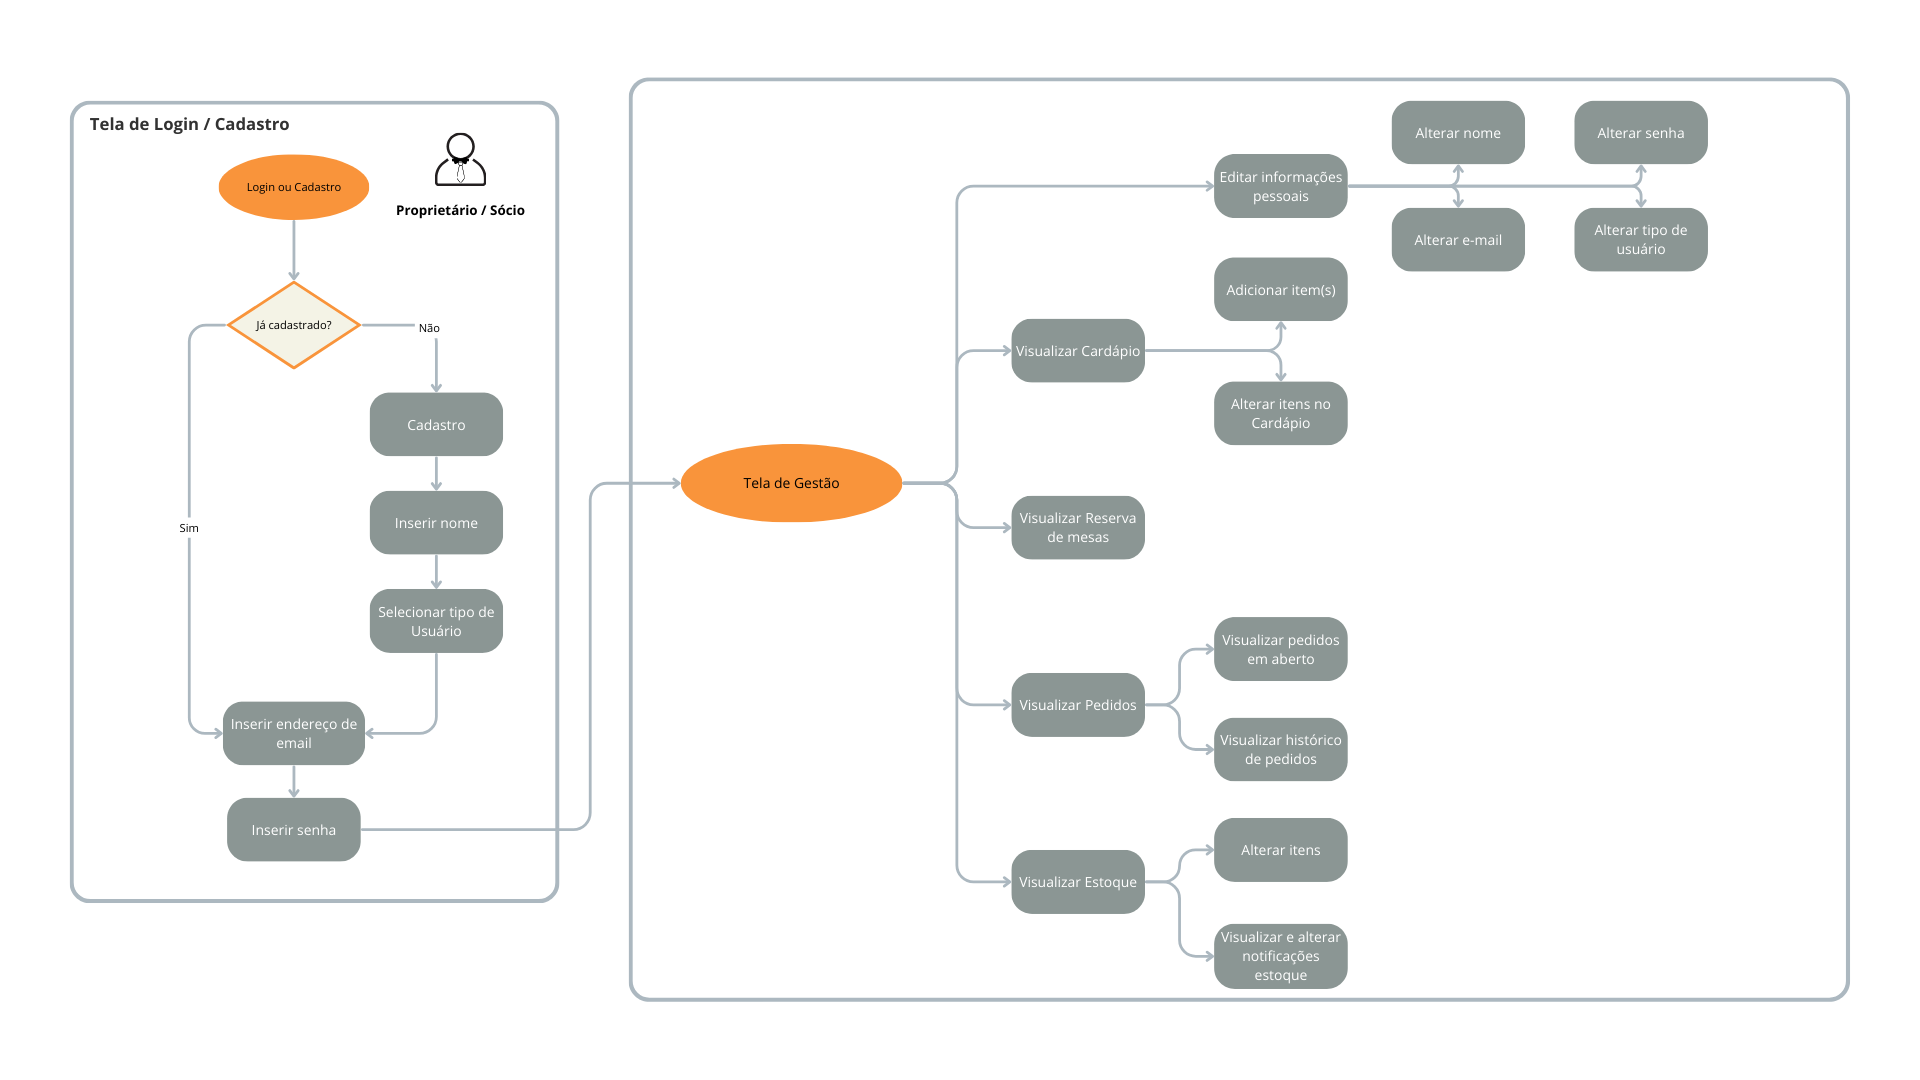 Tela de Login / Cadastro
Login ou Cadastro
Proprietário / Sócio
Já cadastrado?
Não
Sim
Cadastro
Inserir nome
Selecionar tipo de
Usuário
Inserir endereço de
email
Inserir senha
Tela de Gestão
Editar informações
pessoais
Alterar nome
Alterar senha
Alterar e-mail
Alterar tipo de
usuário
Visualizar Cardápio
Adicionar item(s)
Alterar itens no
Cardápio
Visualizar Reserva
de mesas
Visualizar Pedidos
Visualizar pedidos
em aberto
Visualizar histórico
de pedidos
Visualizar Estoque
Alterar itens
Visualizar e alterar
notificações
estoque